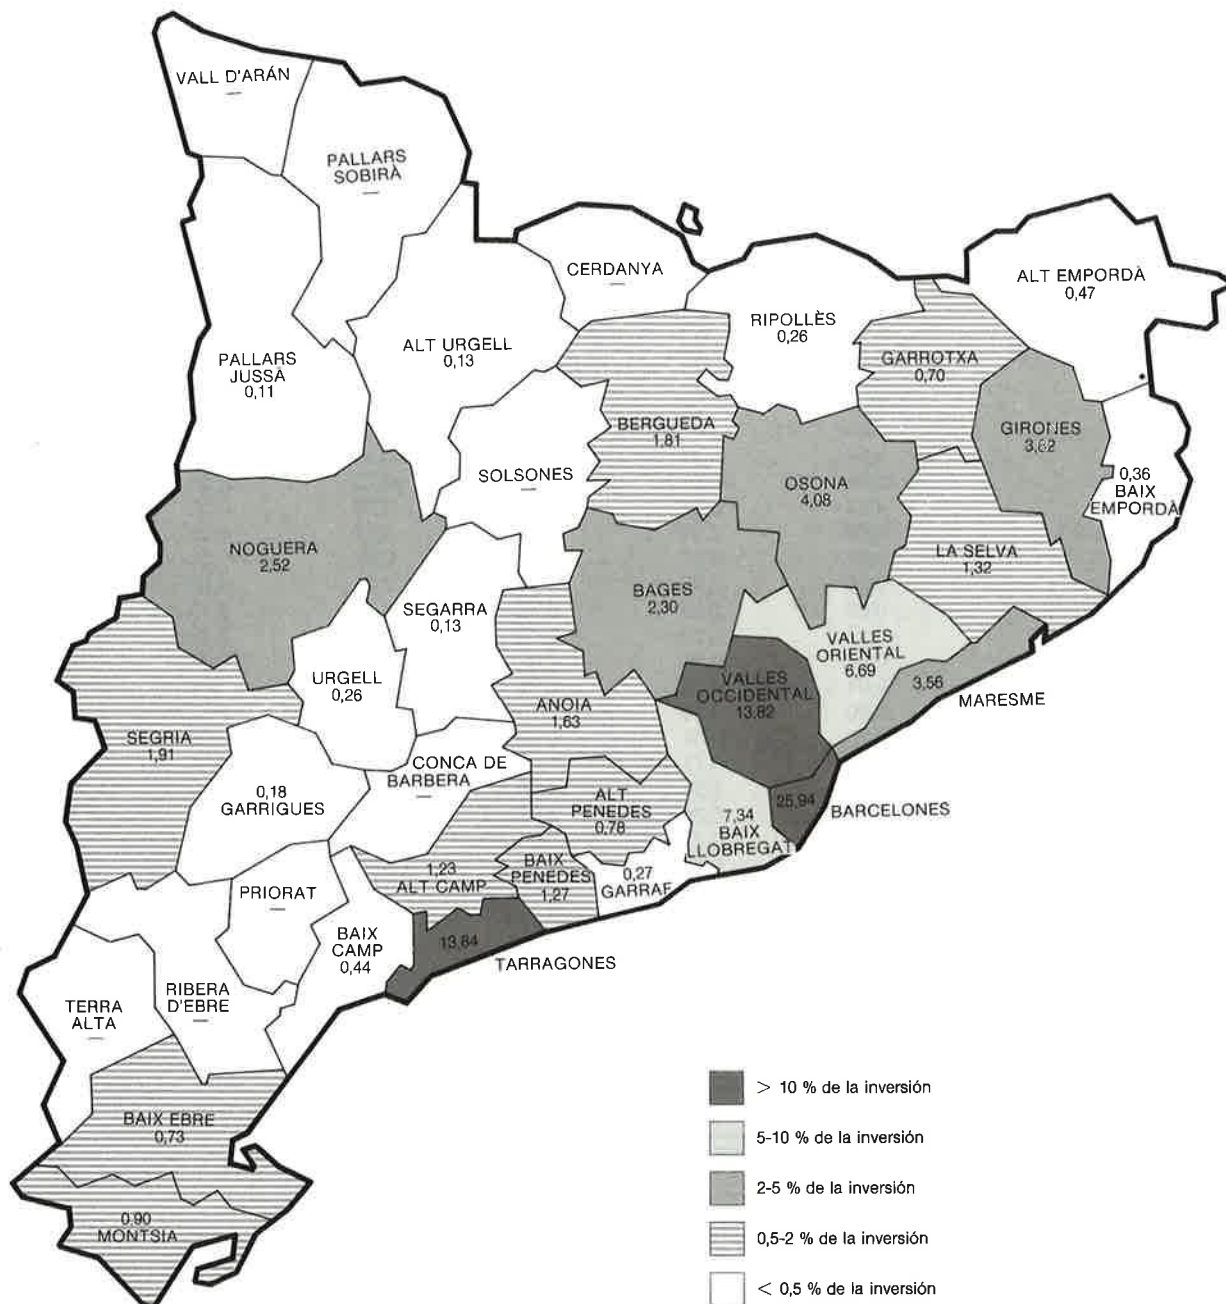 VALL D'ARÁN
—
PALLARS
SOBIRÀ
—
CERDANYA
—
ALT EMPORDÀ
0,47
RIPOLLÈS
0,26
ALT URGELL
0,13
PALLARS
JUSSÀ
0,11
GARROTXA
0,70
BERGUEDA
1,81
GIRONES
3,62
SOLSONES
—
OSONA
4,08
0,36
BAIX
EMPORDÀ
NOGUERA
2,52
LA SELVA
1,32
BAGES
2,30
SEGARRA
0,13
VALLES
ORIENTAL
6,69
URGELL
0,26
VALLES
OCCIDENTAL
13,82
3,56
MARESME
ANOIA
1,63
SEGRIA
1,91
CONCA DE
BARBERA
—
0,18
GARRIGUES
ALT
PENEDES
0,78
25,94
BARCELONES
7,34
BAIX
LLOBREGAT
1,23
ALT CAMP
BAIX
PENEDES
1,27
0,27
GARRAF
PRIORAT
—
BAIX
CAMP
0,44
13,84
TARRAGONES
RIBERA
D'EBRE
—
TERRA
ALTA
—
BAIX EBRE
0,73
0,90
MONTSIA
> 10 % de la inversión
5-10 % de la inversión
2-5 % de la inversión
0,5-2 % de la inversión
< 0,5 % de la inversión